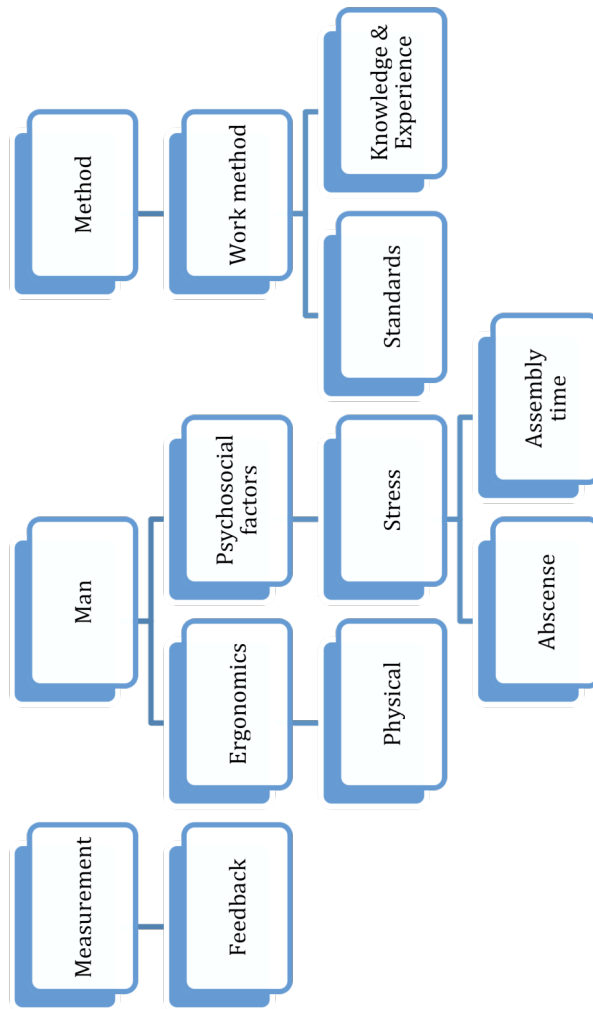 Measurement
Feedback
Man
Ergonomics
Psychosocial
factors
Physical
Stress
Abscense
Assembly
time
Method
Work method
Standards
Knowledge &
Experience